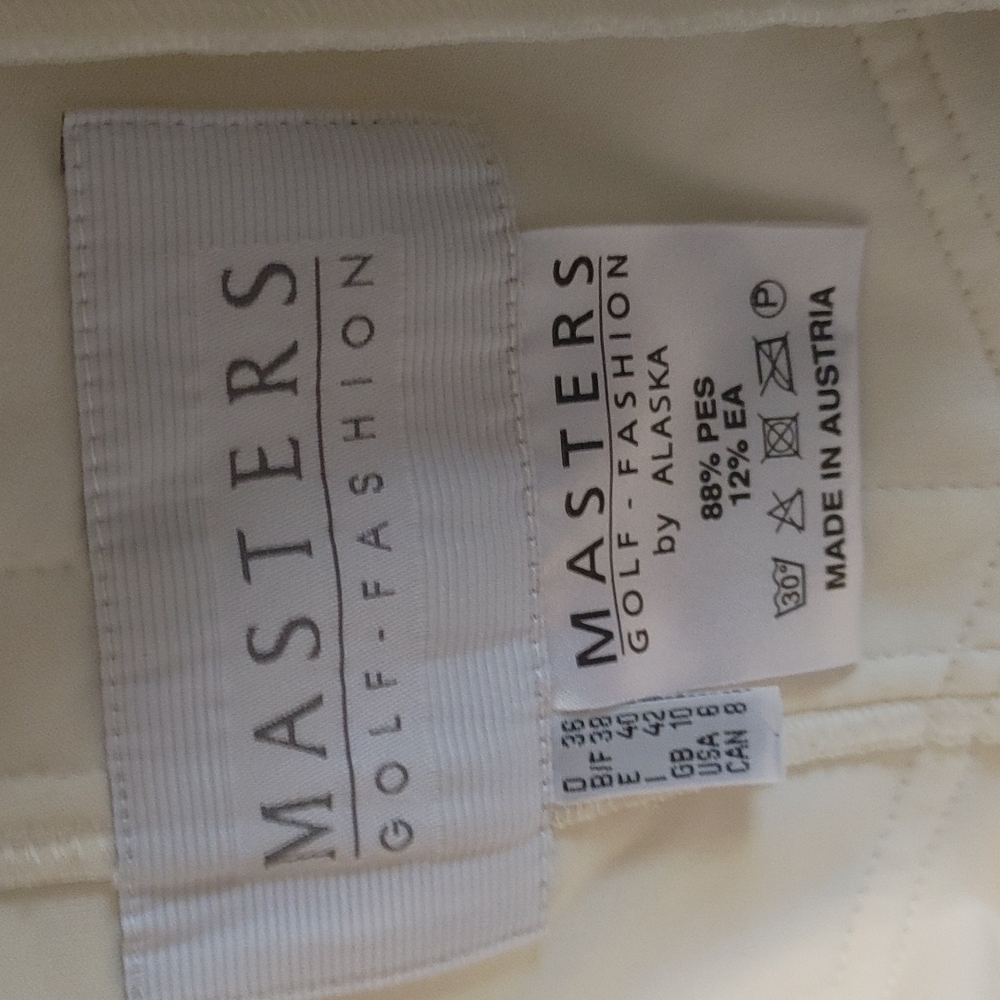 MASTERS
GOLF-FASHION
MASTERS
GOLF - FASHION
by ALASKA
88% PES
12% EA
30° P
MADE IN AUSTRIA
D 36
B/F 38
E 40
I 42
GB 10
USA 6
CAN 8